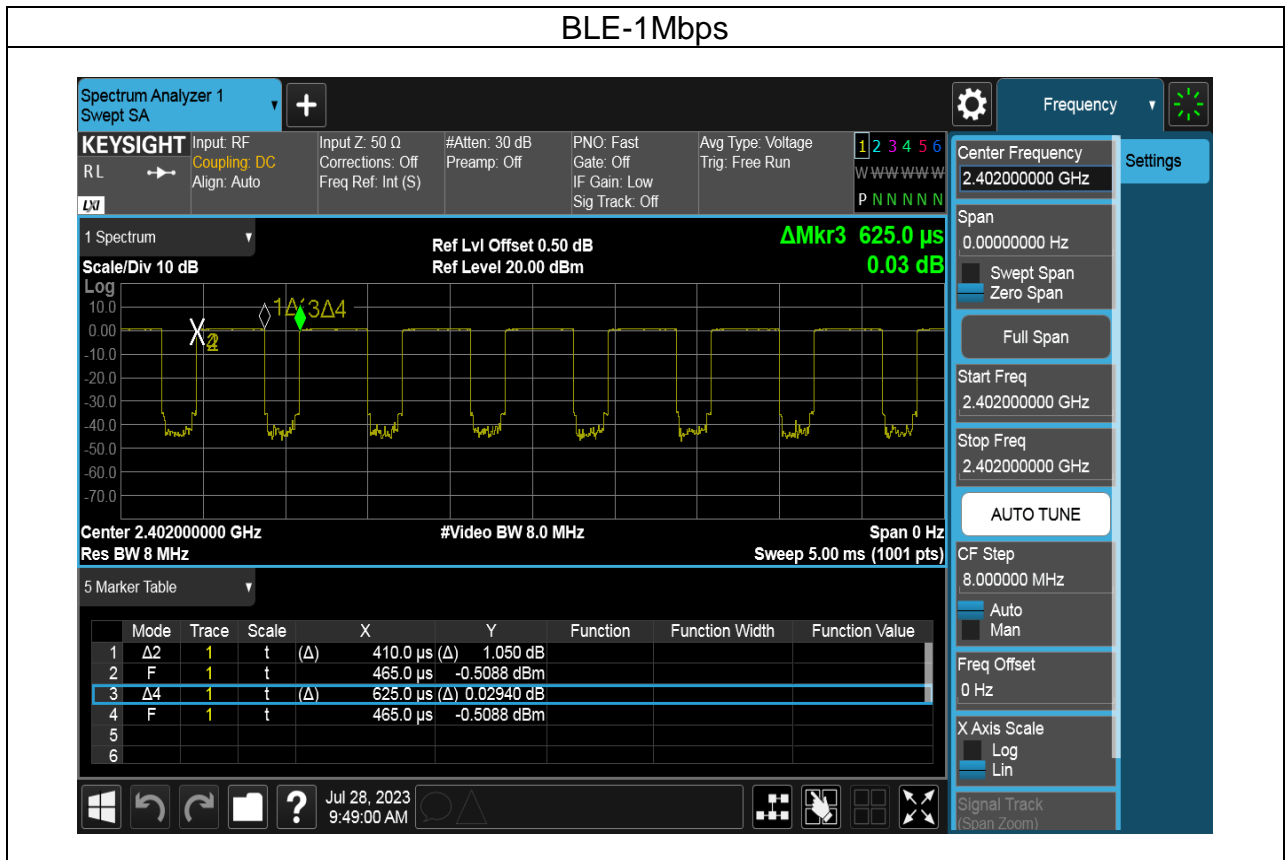 BLE-1Mbps
Spectrum Analyzer 1
Swept SA
Frequency
KEYSIGHT
RL
LXI
Input: RF
Coupling: DC
Align: Auto
Input Z: 50 Ω
Corrections: Off
Freq Ref: Int (S)
#Atten: 30 dB
Preamp: Off
PNO: Fast
Gate: Off
IF Gain: Low
Sig Track: Off
Avg Type: Voltage
Trig: Free Run
1 2 3 4 5 6
W W W W W W
P N N N N N
1 Spectrum
Scale/Div 10 dB
Ref Lvl Offset 0.50 dB
Ref Level 20.00 dBm
ΔMkr3 625.0 µs
0.03 dB
Log
10.0
0.00
-10.0
-20.0
-30.0
-40.0
-50.0
-60.0
-70.0
3Δ4
Center 2.402000000 GHz
#Video BW 8.0 MHz
Span 0 Hz
Res BW 8 MHz
Sweep 5.00 ms (1001 pts)
5 Marker Table
Mode Trace Scale X Y Function Function Width Function Value
1 Δ2 1 t (Δ) 410.0 µs (Δ) 1.050 dB
2 F 1 t 465.0 µs -0.5088 dBm
3 Δ4 1 t (Δ) 625.0 µs (Δ) 0.02940 dB
4 F 1 t 465.0 µs -0.5088 dBm
5
6
Jul 28, 2023
9:49:00 AM
Center Frequency
2.402000000 GHz
Settings
Span
0.00000000 Hz
Swept Span
Zero Span
Full Span
Start Freq
2.402000000 GHz
Stop Freq
2.402000000 GHz
AUTO TUNE
CF Step
8.000000 MHz
Auto
Man
Freq Offset
0 Hz
X Axis Scale
Log
Lin
Signal Track
(Span Zoom)